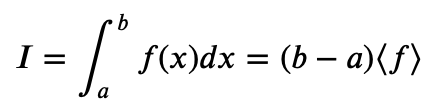 I = ∫_a^b f(x)dx = (b − a)⟨f⟩